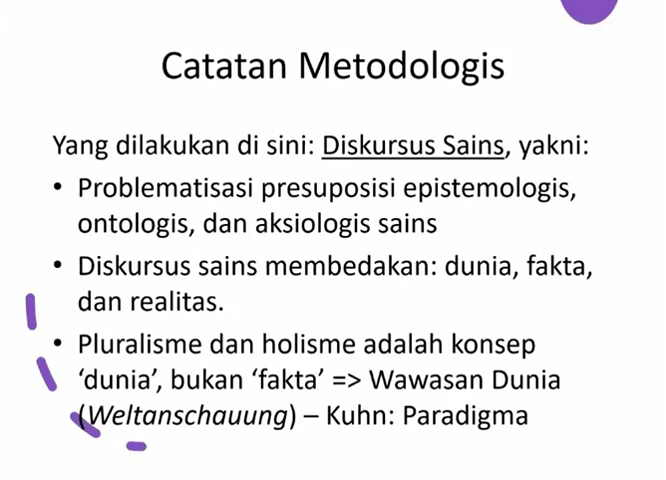 Catatan Metodologis
Yang dilakukan di sini: Diskursus Sains, yakni:
• Problematisasi presuposisi epistemologis,
ontologis, dan aksiologis sains
• Diskursus sains membedakan: dunia, fakta,
dan realitas.
• Pluralisme dan holisme adalah konsep
‘dunia’, bukan ‘fakta’ => Wawasan Dunia
(Weltanschauung) – Kuhn: Paradigma